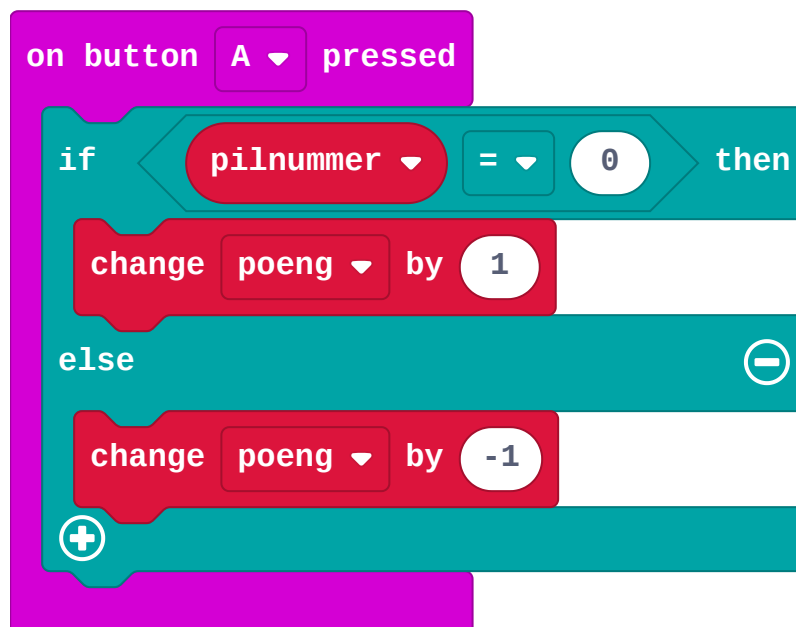 on button A pressed
if pilnummer = 0 then
change poeng by 1
else
change poeng by -1